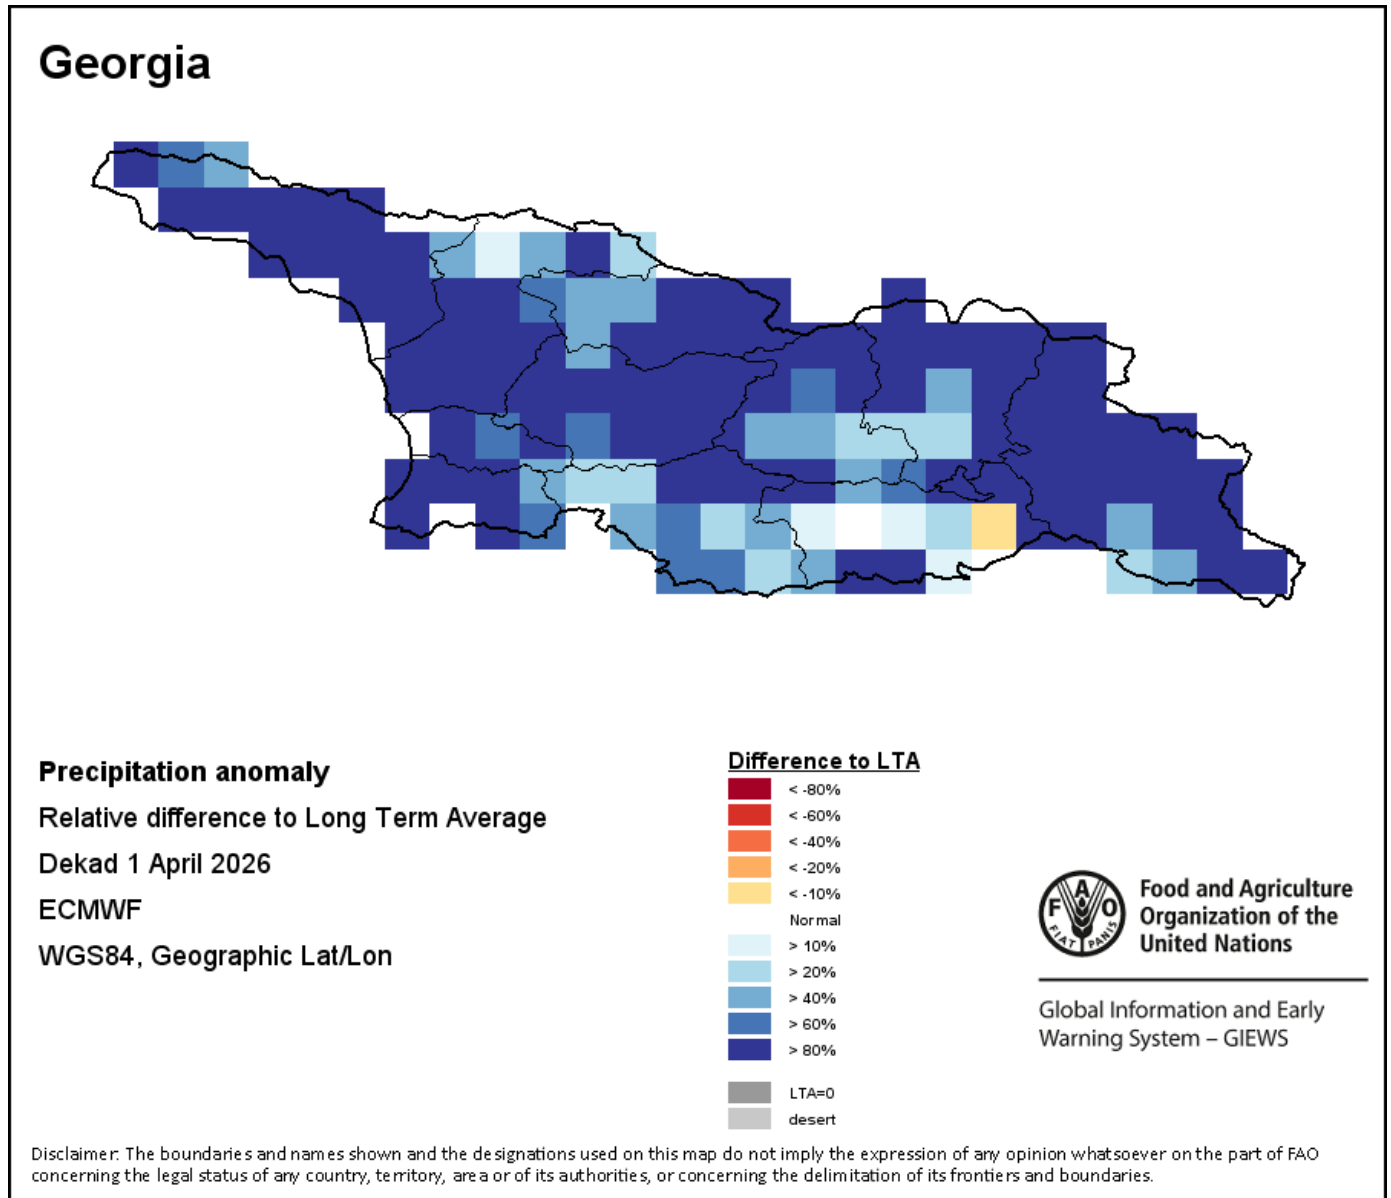 Georgia
Precipitation anomaly
Relative difference to Long Term Average
Dekad 1 April 2026
ECMWF
WGS84, Geographic Lat/Lon
Difference to LTA
< -80%
< -60%
< -40%
< -20%
< -10%
Normal
> 10%
> 20%
> 40%
> 60%
> 80%
LTA=0
desert
F A O
FIAT PANIS
Food and Agriculture
Organization of the
United Nations
Global Information and Early
Warning System – GIEWS
Disclaimer: The boundaries and names shown and the designations used on this map do not imply the expression of any opinion whatsoever on the part of FAO
concerning the legal status of any country, territory, area or of its authorities, or concerning the delimitation of its frontiers and boundaries.